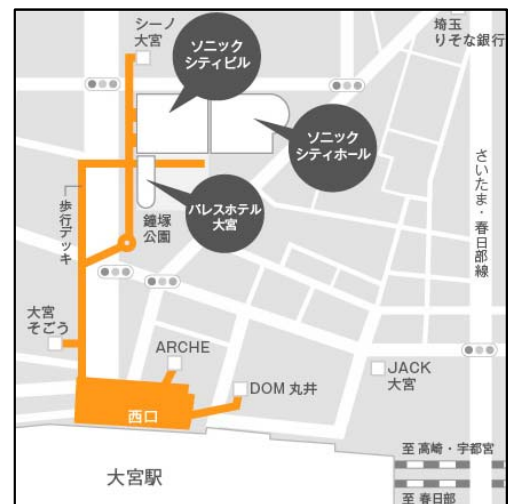 シーノ
大宮
ソニック
シティビル
埼玉
りそな銀行
ソニック
シティホール
さいたま・春日部線
パレスホテル
大宮
歩行デッキ
鐘塚
公園
大宮
そごう
ARCHE
DOM 丸井
JACK
大宮
西口
至 高崎・宇都宮
大宮駅
至 春日部